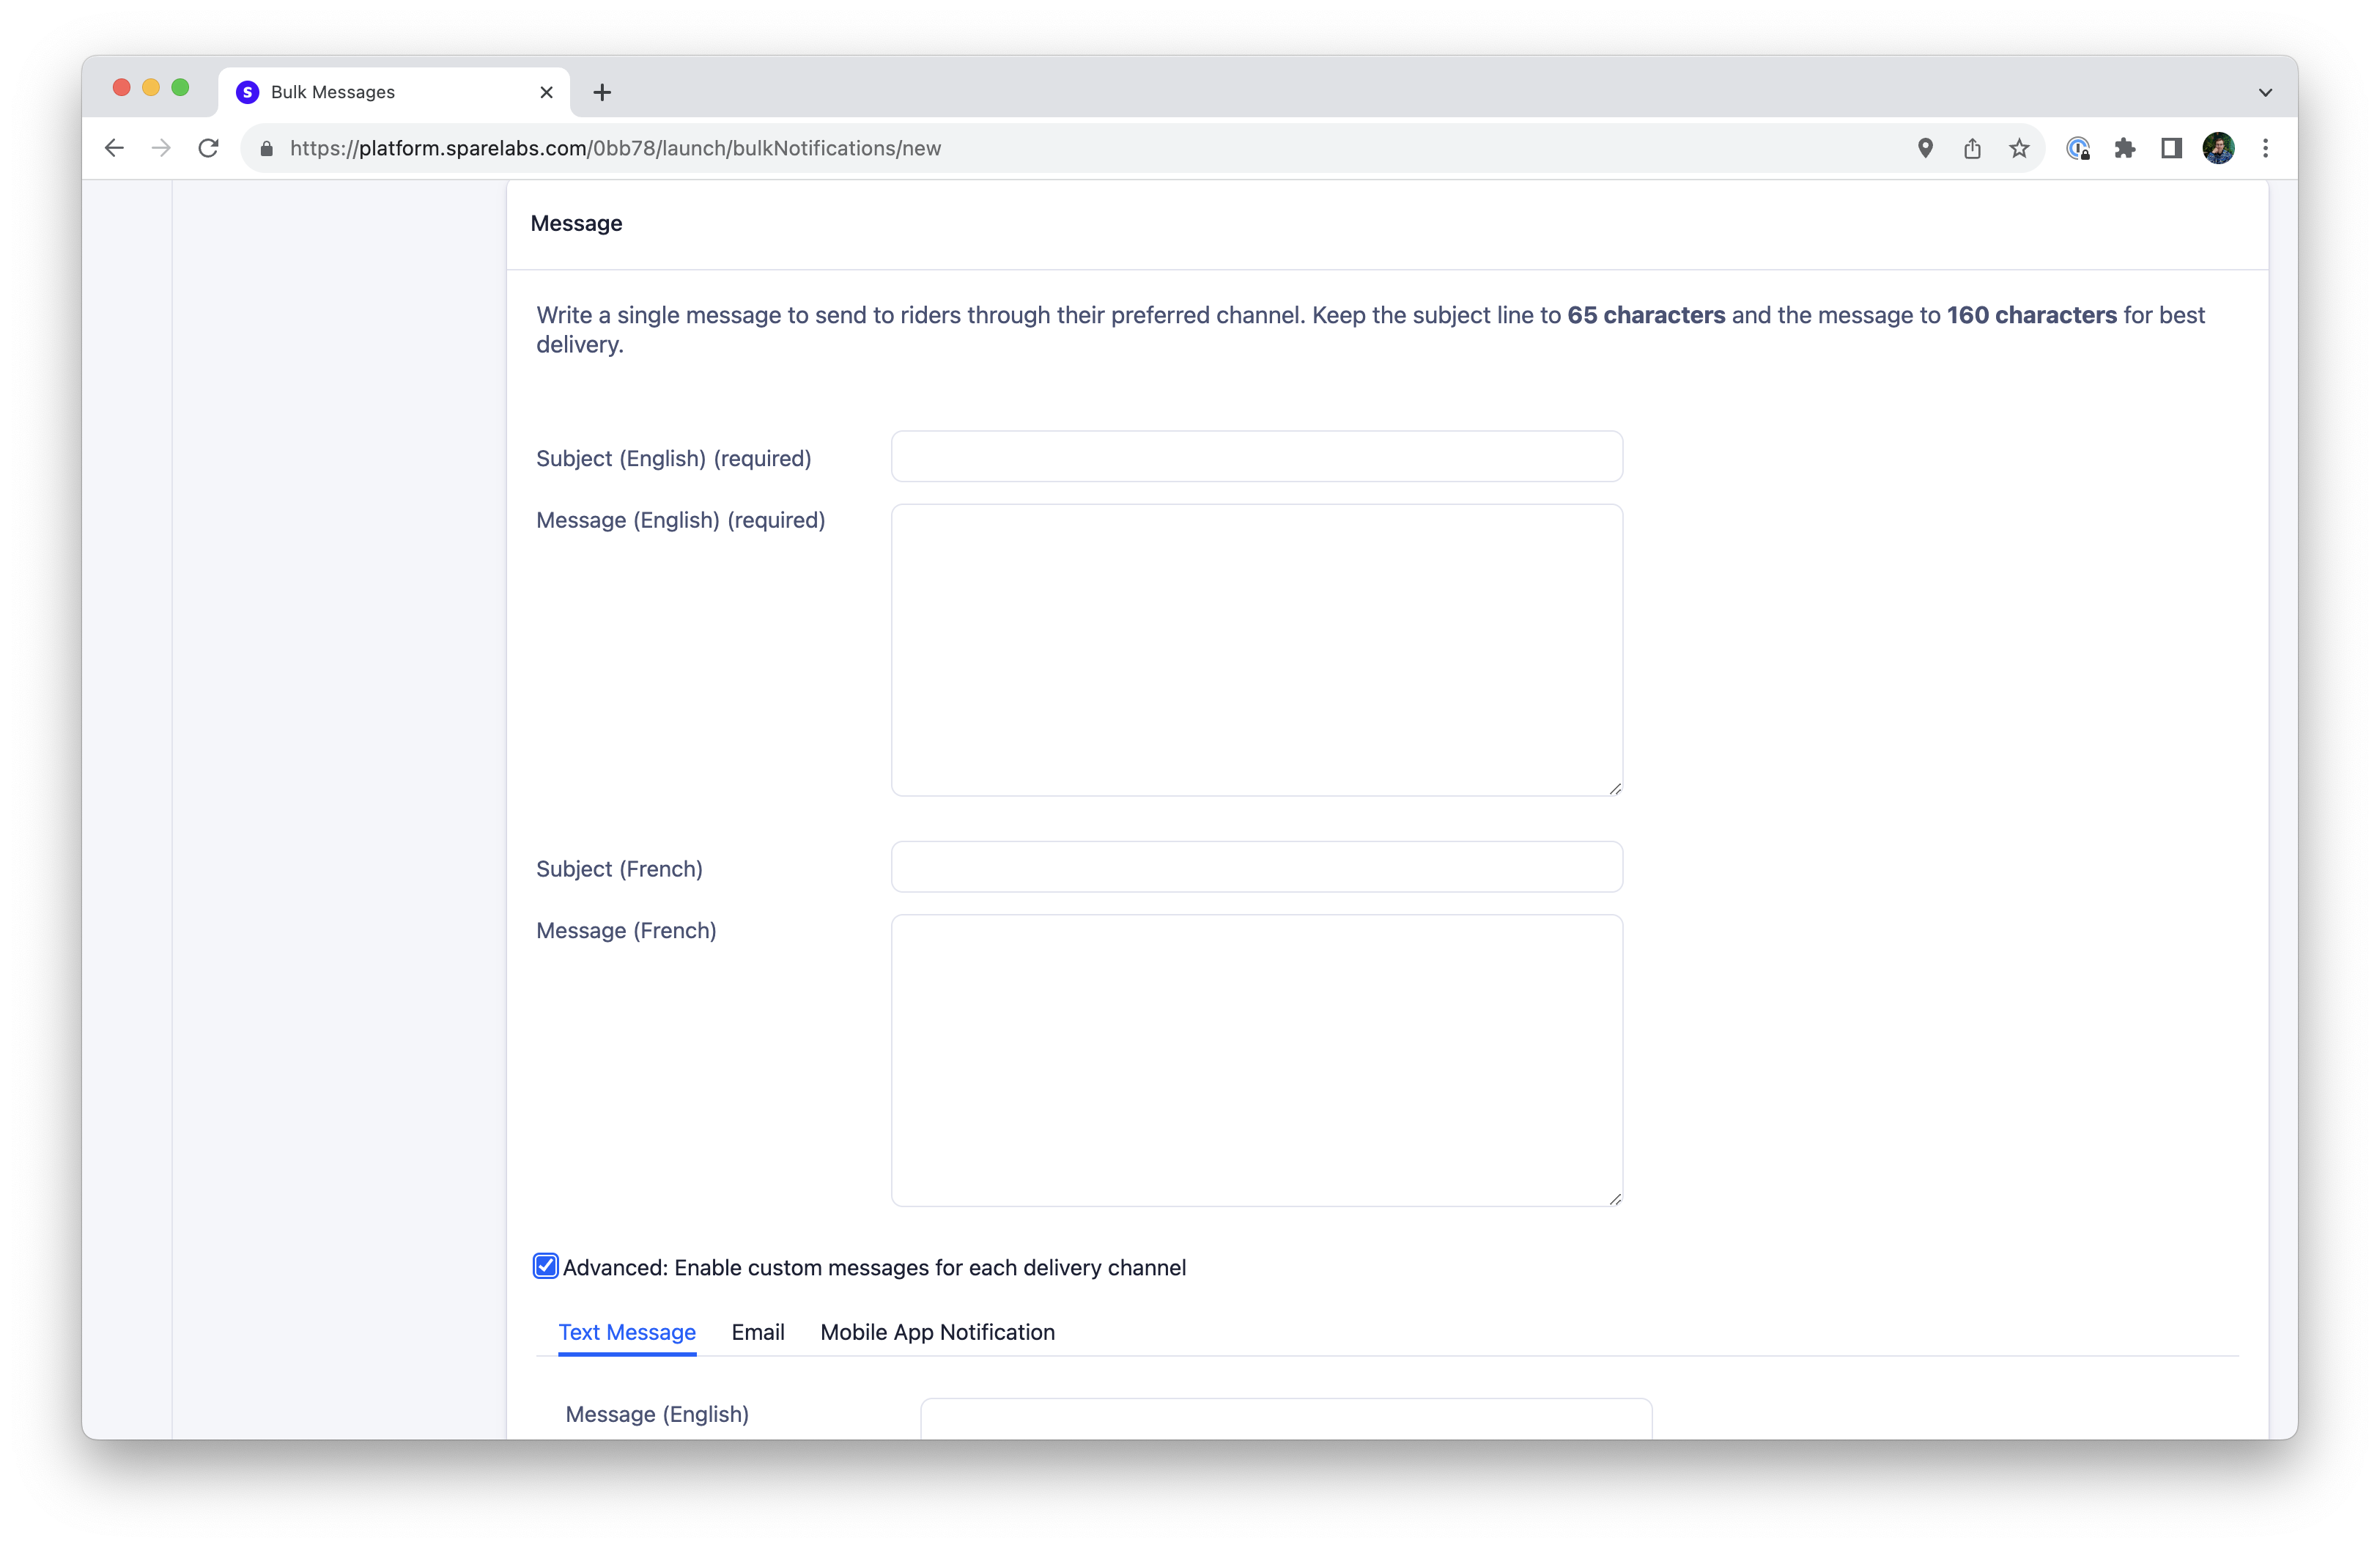 S Bulk Messages
https://platform.sparelabs.com/0bb78/launch/bulkNotifications/new
Message
Write a single message to send to riders through their preferred channel. Keep the subject line to 65 characters and the message to 160 characters for best
delivery.
Subject (English) (required)
Message (English) (required)
Subject (French)
Message (French)
Advanced: Enable custom messages for each delivery channel
Text Message Email Mobile App Notification
Message (English)